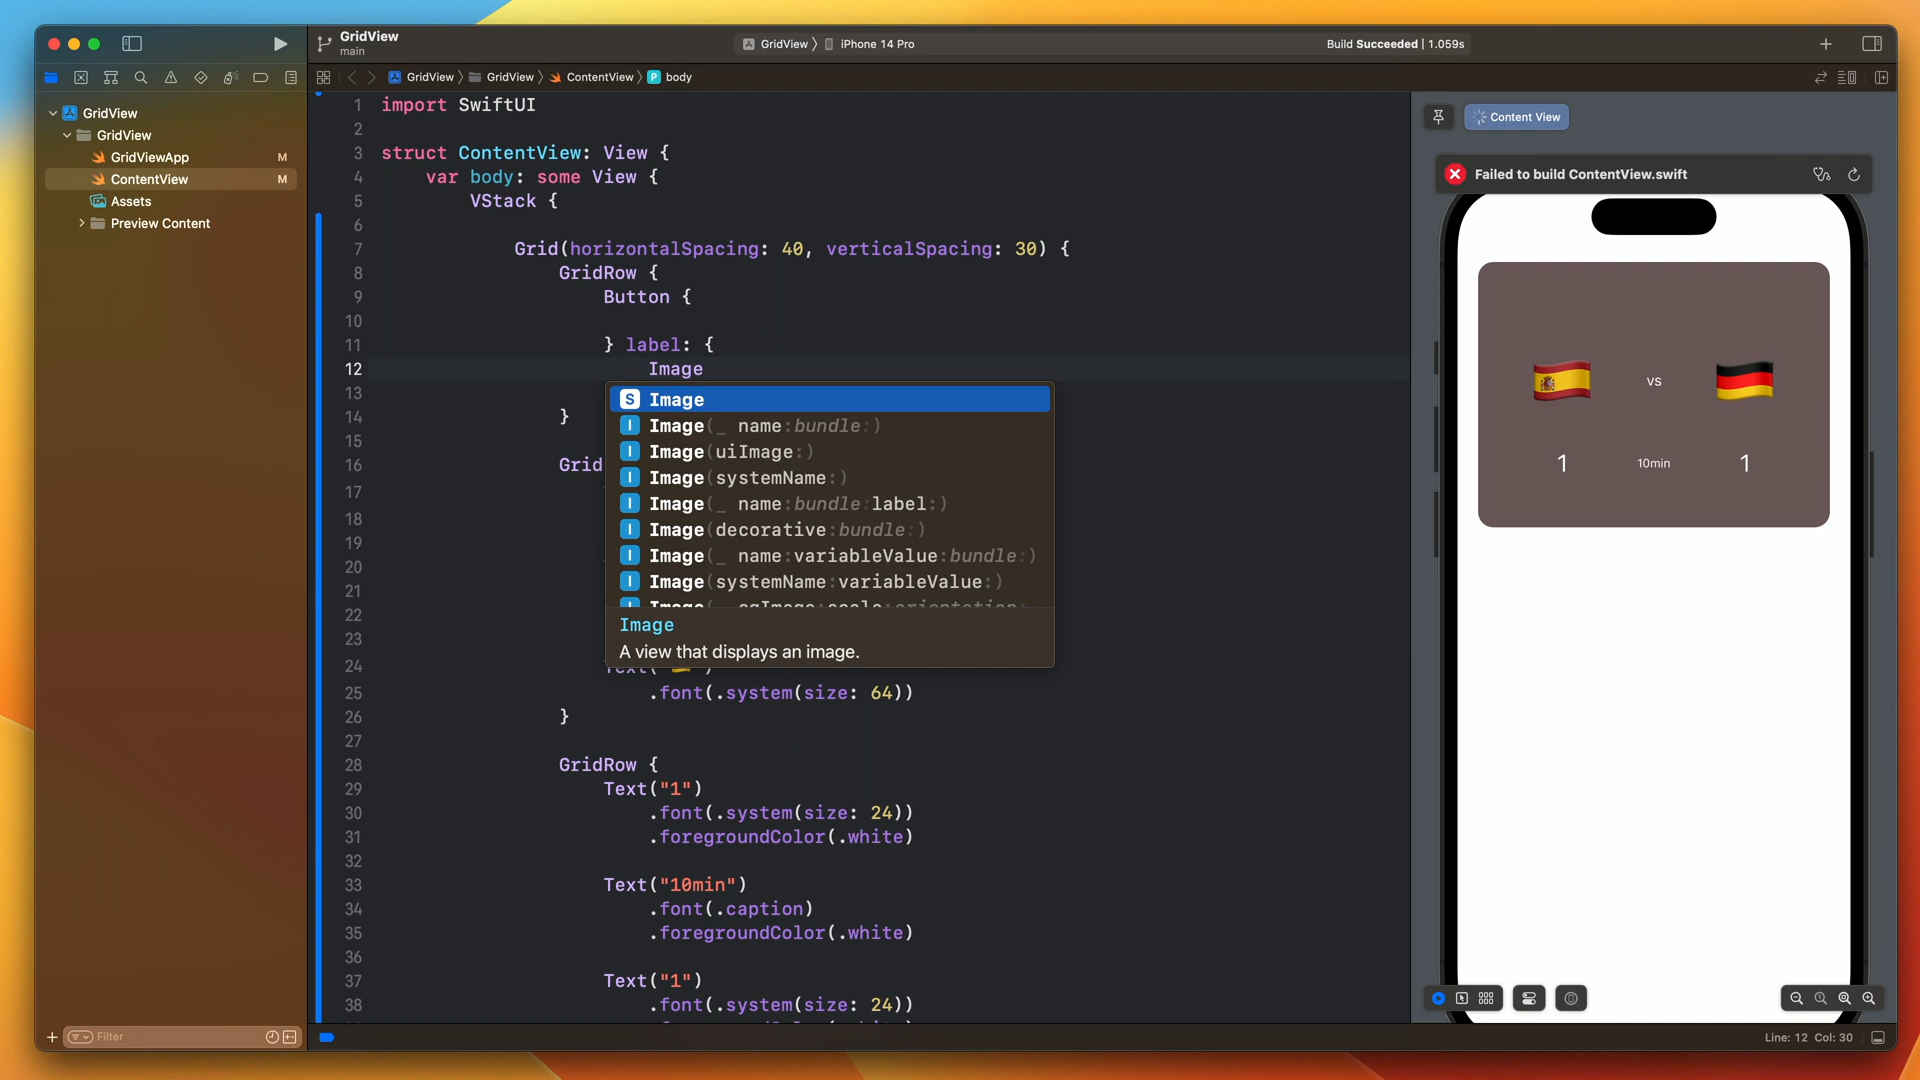 GridView
main
GridView
iPhone 14 Pro
Build Succeeded | 1.059s
GridView
GridView
ContentView
body
GridView
GridView
GridViewApp M
ContentView M
Assets
Preview Content
Filter
1 import SwiftUI
2
3 struct ContentView: View {
4 var body: some View {
5 VStack {
6
7 Grid(horizontalSpacing: 40, verticalSpacing: 30) {
8 GridRow {
9 Button {
10
11 } label: {
12 Image
13
14 }
15
16 Grid
17
18
19
20
21
22
23
24
25 .font(.system(size: 64))
26 }
27
28 GridRow {
29 Text("1")
30 .font(.system(size: 24))
31 .foregroundColor(.white)
32
33 Text("10min")
34 .font(.caption)
35 .foregroundColor(.white)
36
37 Text("1")
38 .font(.system(size: 24))
S Image
I Image(_ name:bundle:)
I Image(uiImage:)
I Image(systemName:)
I Image(_ name:bundle:label:)
I Image(decorative:bundle:)
I Image(_ name:variableValue:bundle:)
I Image(systemName:variableValue:)
Image
A view that displays an image.
Content View
Failed to build ContentView.swift
vs
1 10min 1
Line: 12 Col: 30